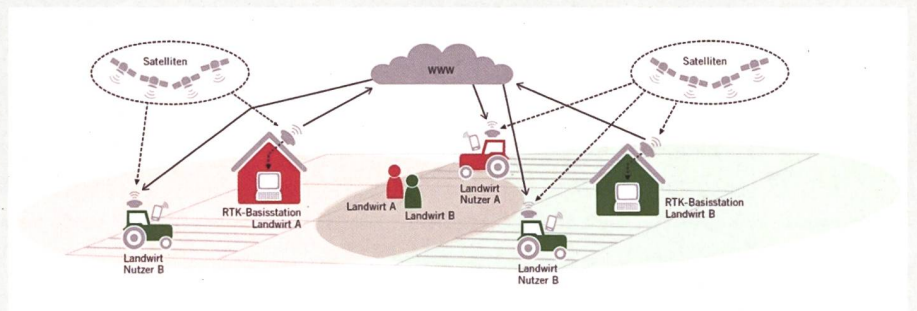 Satelliten
WWW
Satelliten
RTK-Basisstation
Landwirt A
Landwirt A
Landwirt B
Landwirt
Nutzer A
RTK-Basisstation
Landwirt B
Landwirt
Nutzer B
Landwirt
Nutzer B